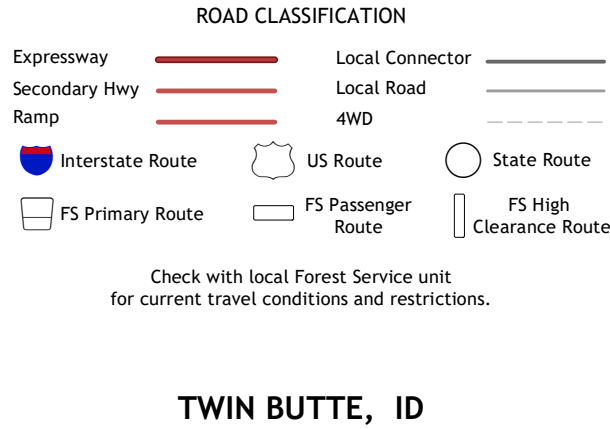 ROAD CLASSIFICATION
Expressway
Local Connector
Secondary Hwy
Local Road
Ramp
4WD
Interstate Route
US Route
State Route
FS Primary Route
FS Passenger
Route
FS High
Clearance Route
Check with local Forest Service unit
for current travel conditions and restrictions.
TWIN BUTTE, ID